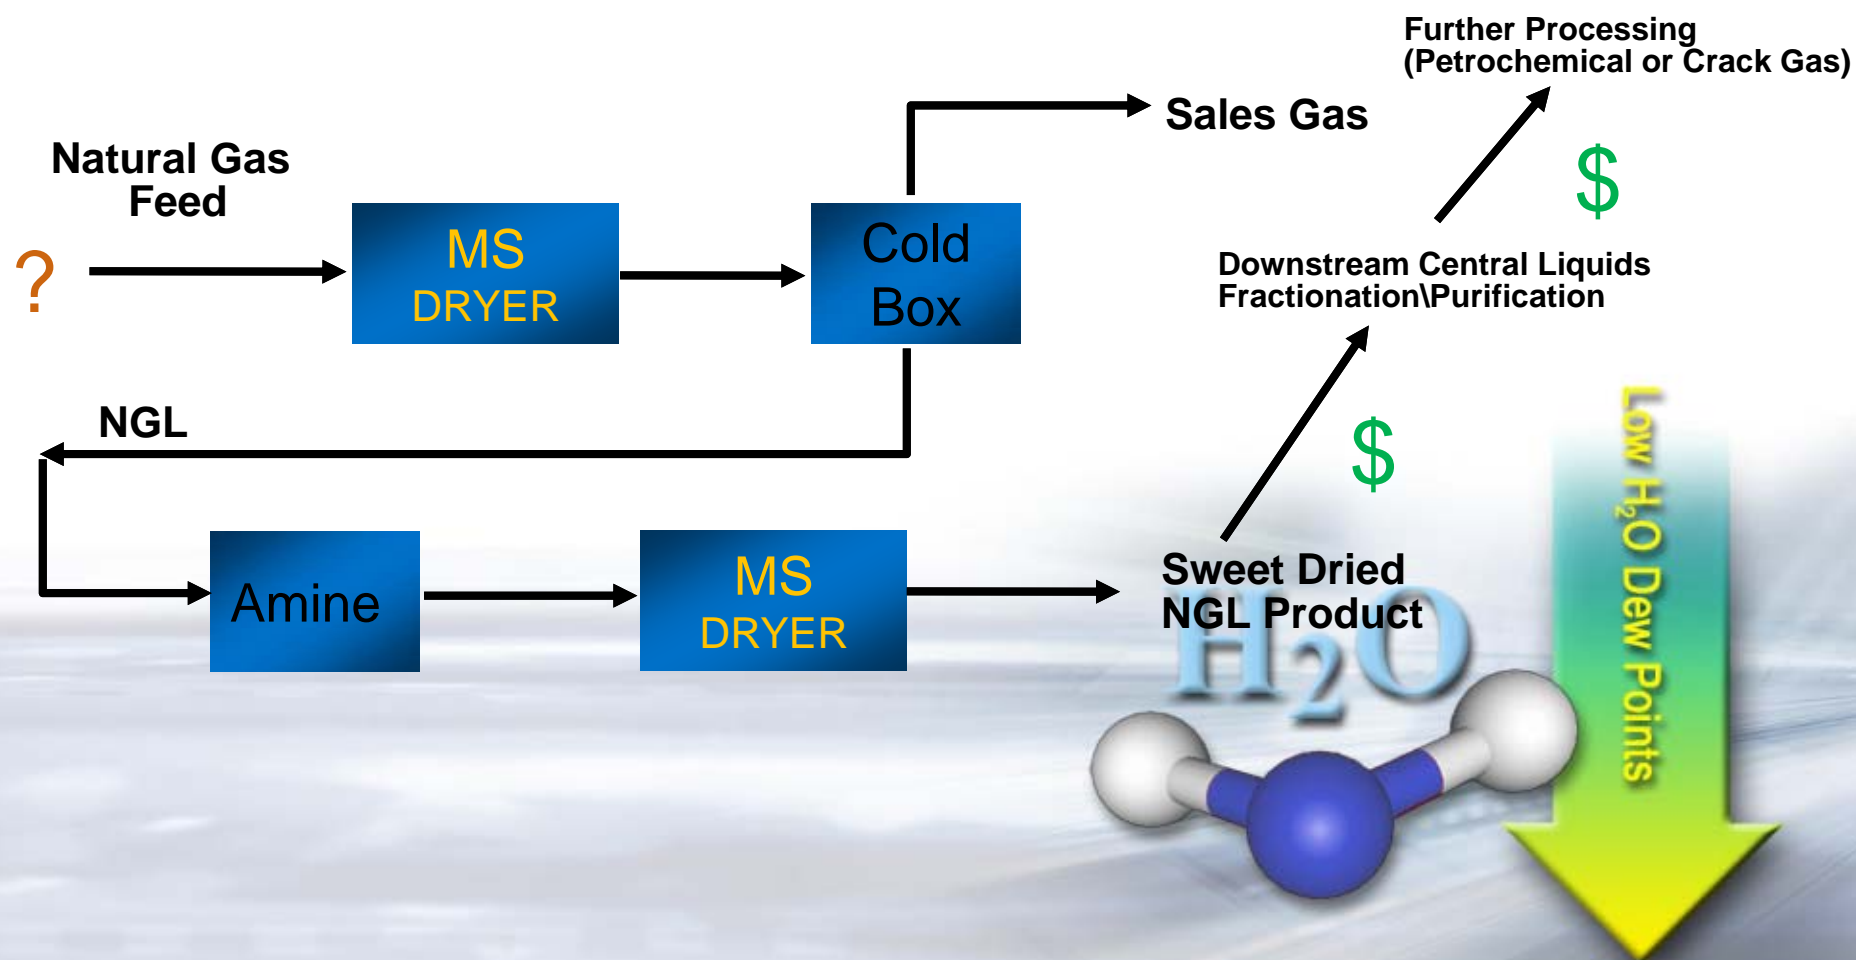 Further Processing
(Petrochemical or Crack Gas)
Sales Gas
Natural Gas
Feed
?
MS
DRYER
Cold
Box
$
Downstream Central Liquids
Fractionation\Purification
NGL
$
Amine
MS
DRYER
Sweet Dried
NGL Product
H₂O
Low H₂O Dew Points